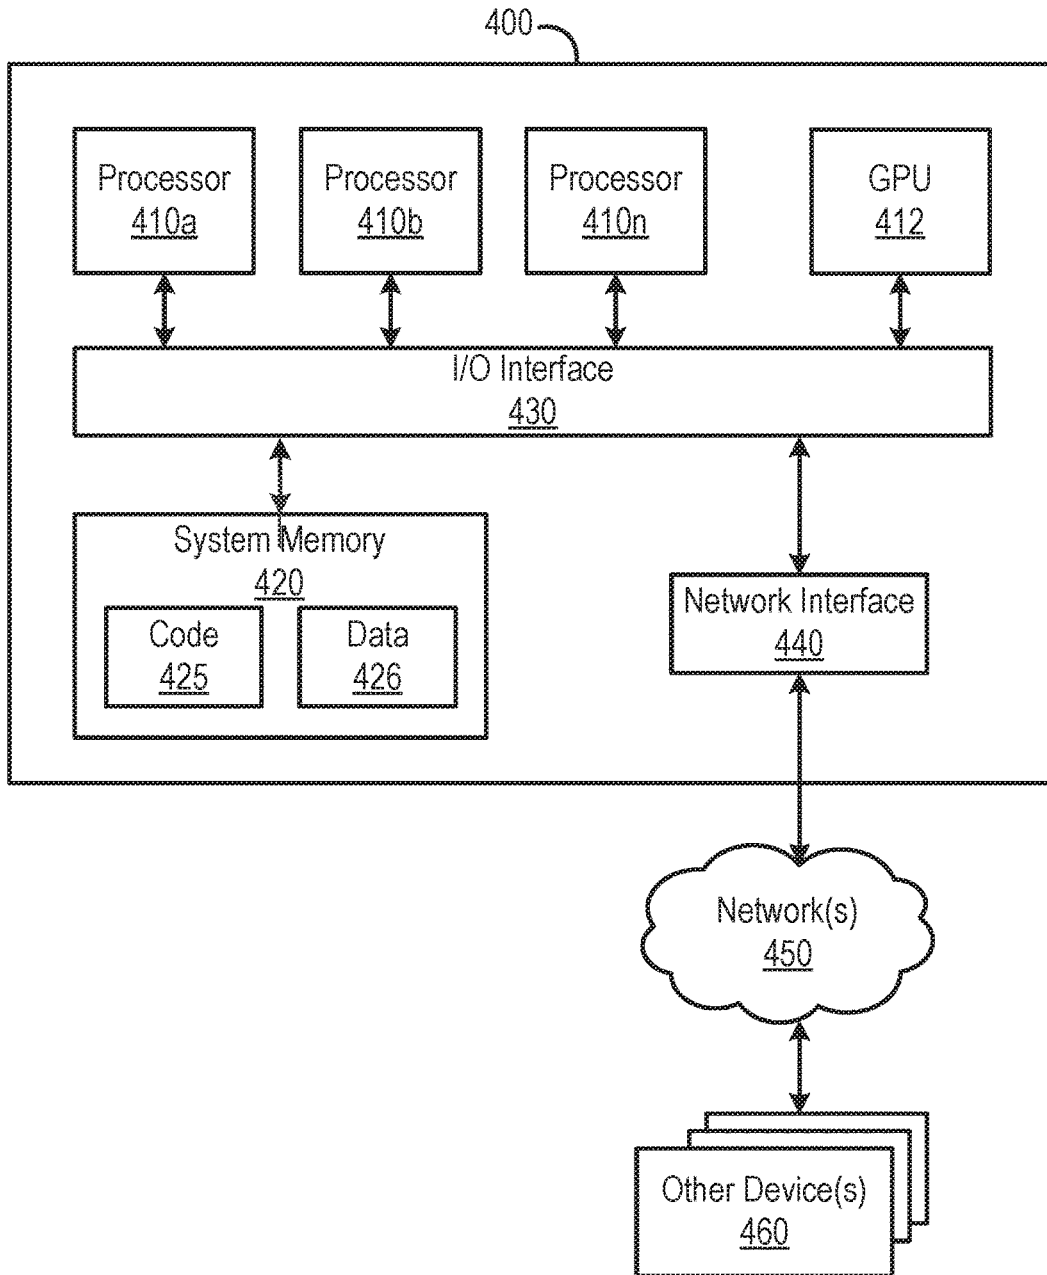 400
Processor
410a
Processor
410b
Processor
410n
GPU
412
I/O Interface
430
System Memory
420
Code
425
Data
426
Network Interface
440
Network(s)
450
Other Device(s)
460